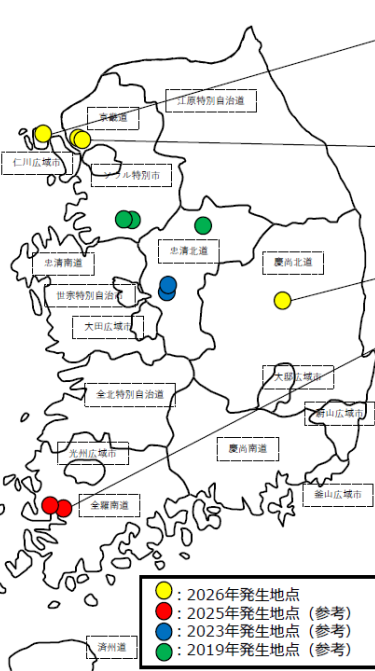 江原特別自治道
京畿道
仁川広域市
ソウル特別市
忠清北道
忠清南道
慶尚北道
世宗特別自治市
大田広域市
大邱広域市
全北特別自治道
蔚山広域市
慶尚南道
光州広域市
釜山広域市
全羅南道
済州道
：2026年発生地点
：2025年発生地点（参考）
：2023年発生地点（参考）
：2019年発生地点（参考）